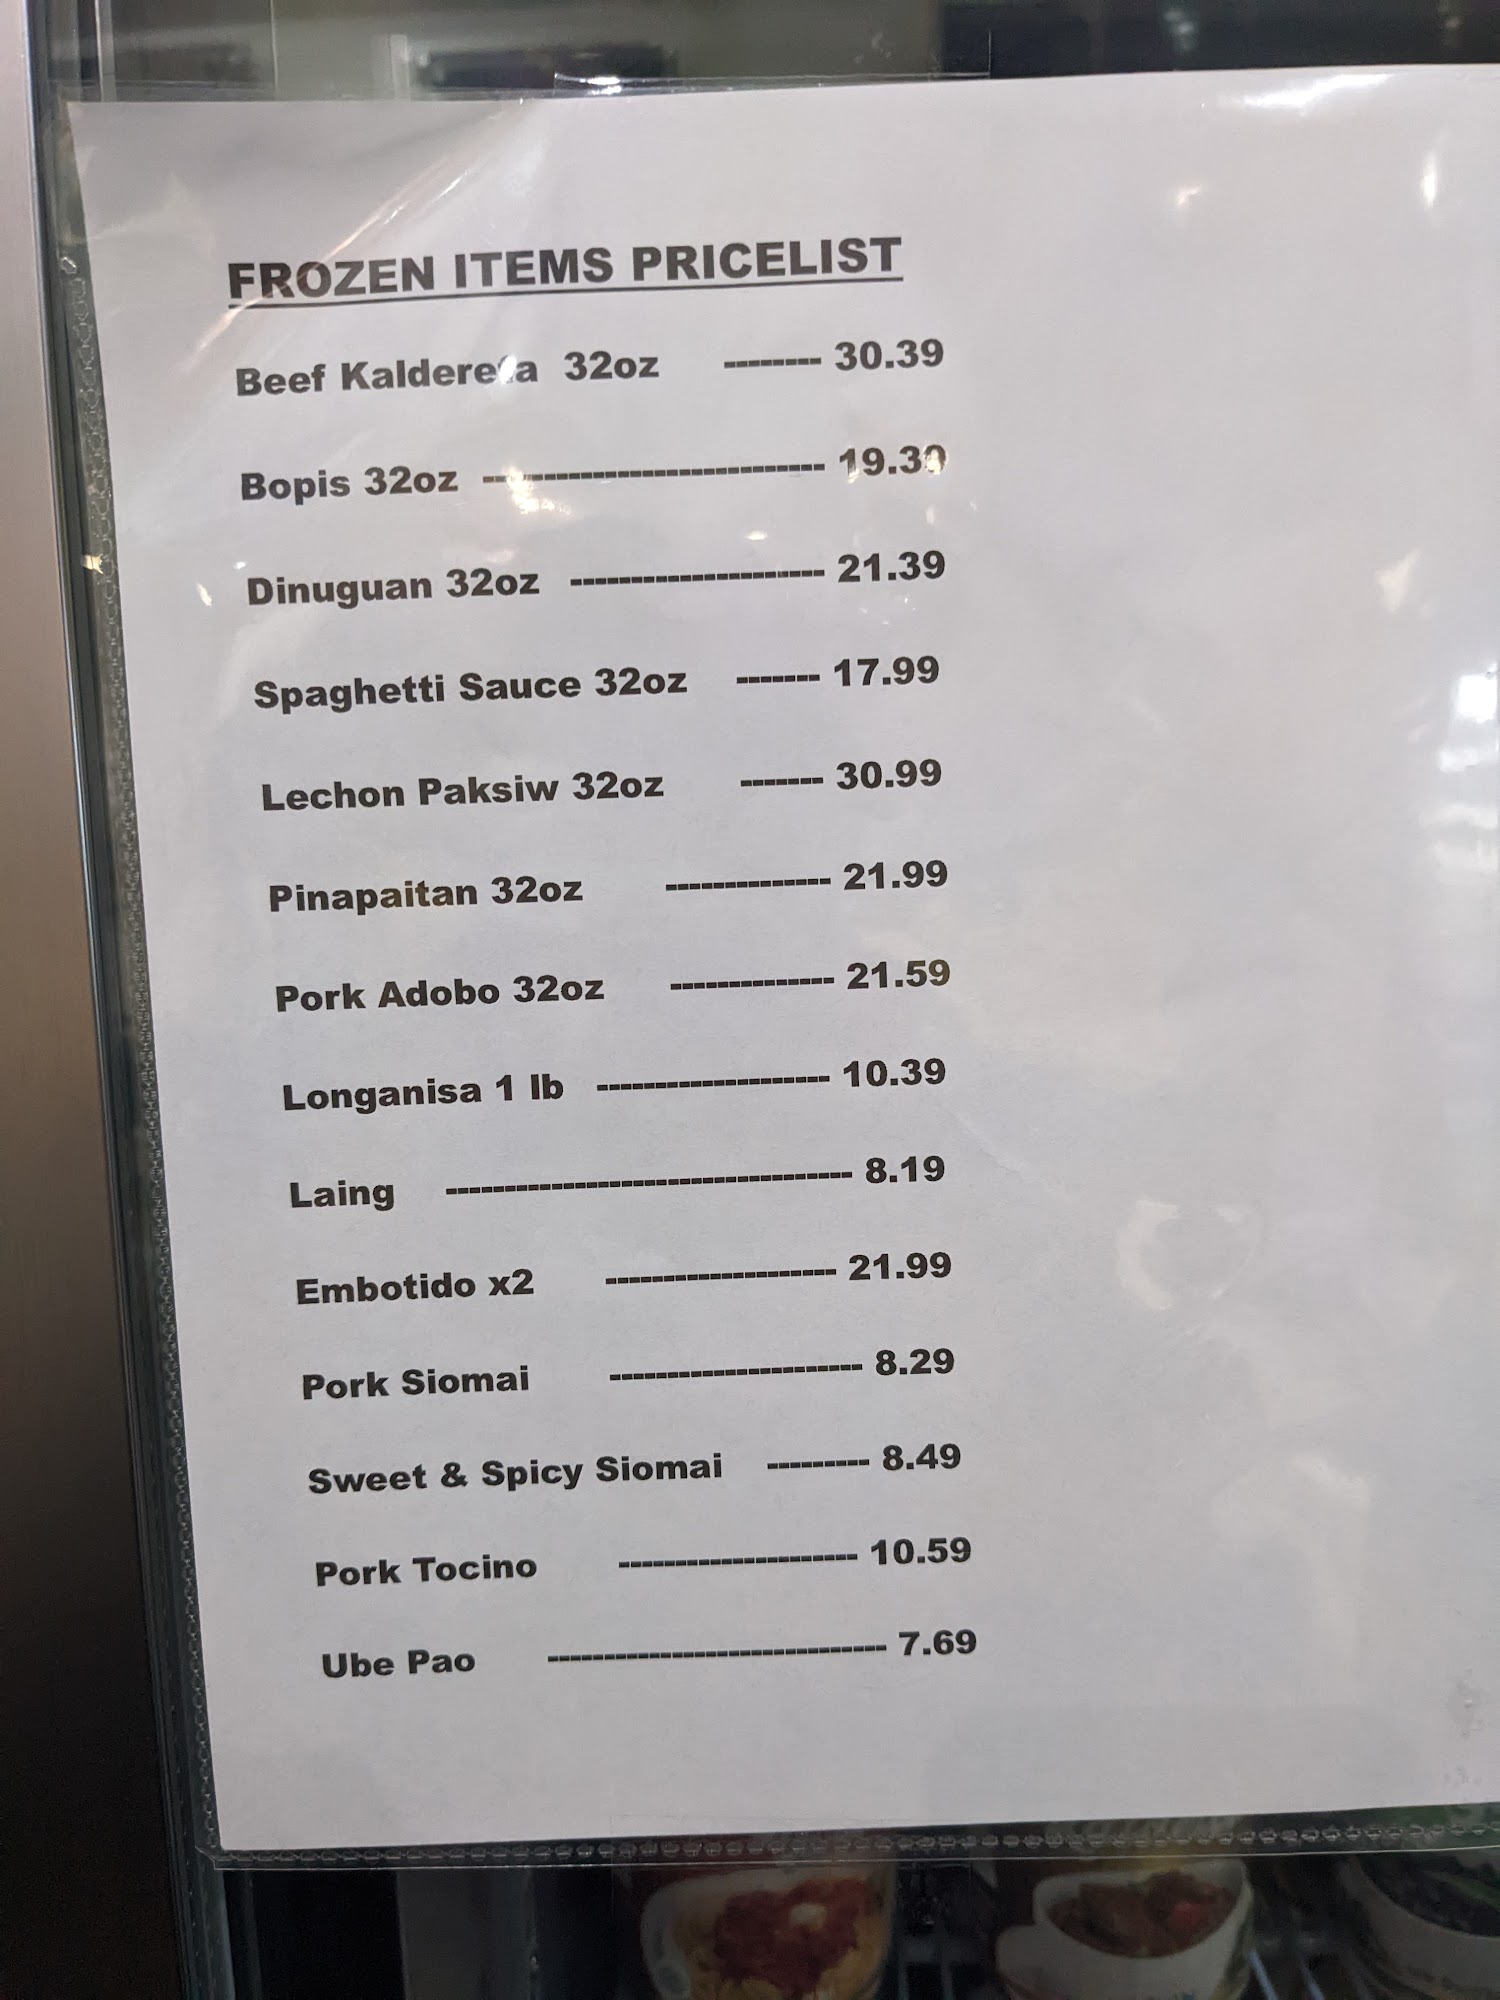 FROZEN ITEMS PRICELIST
Beef Kaldereta 32oz -------- 30.39
Bopis 32oz ---------------------------- 19.39
Dinuguan 32oz --------------------- 21.39
Spaghetti Sauce 32oz ------- 17.99
Lechon Paksiw 32oz ------- 30.99
Pinapaitan 32oz -------------- 21.99
Pork Adobo 32oz -------------- 21.59
Longanisa 1 lb -------------------- 10.39
Laing ----------------------------------- 8.19
Embotido x2 -------------------- 21.99
Pork Siomai ---------------------- 8.29
Sweet & Spicy Siomai --------- 8.49
Pork Tocino --------------------- 10.59
Ube Pao ------------------------------ 7.69